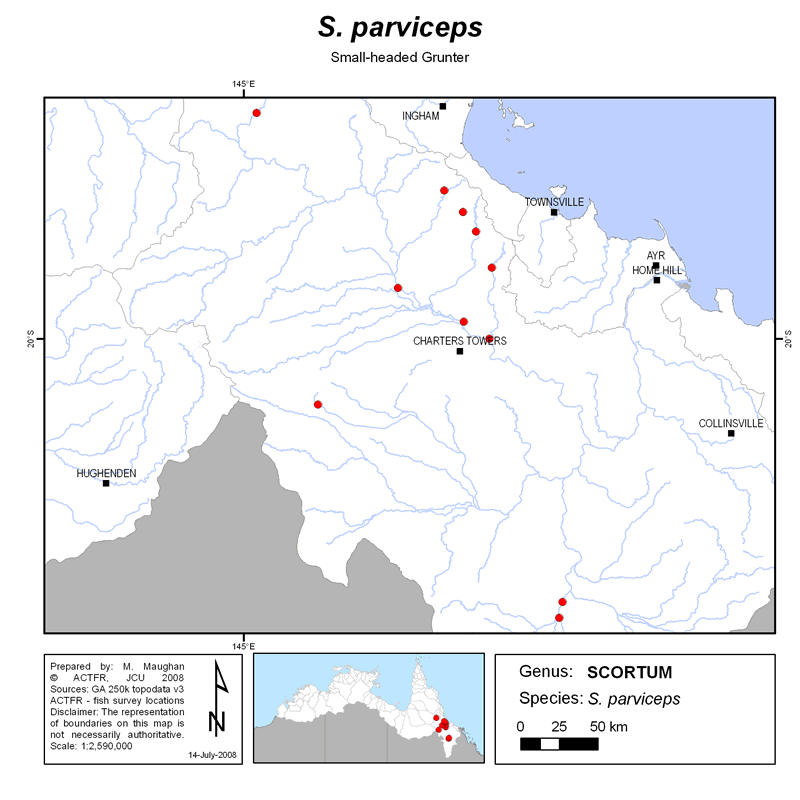 S. parviceps
Small-headed Grunter
145°E
INGHAM
TOWNSVILLE
AYR
HOME HILL
20°S
20°S
CHARTERS TOWERS
COLLINSVILLE
HUGHENDEN
145°E
Prepared by: M. Maughan
© ACTFR, JCU 2008
Sources: GA 250k topodata v3
ACTFR - fish survey locations
Disclaimer: The representation
of boundaries on this map is
not necessarily authoritative.
Scale: 1:2,590,000
N
14-July-2008
Genus: SCORTUM
Species: S. parviceps
0 25 50 km